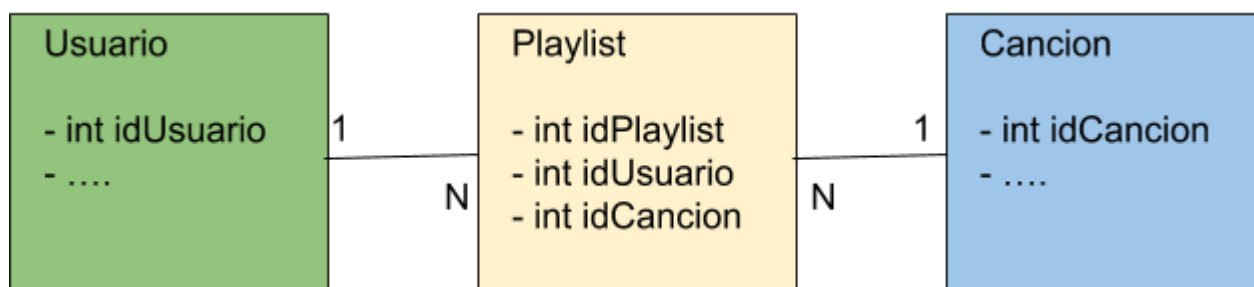 Usuario
- int idUsuario
- ....
1
N
Playlist
- int idPlaylist
- int idUsuario
- int idCancion
1
N
Cancion
- int idCancion
- ....